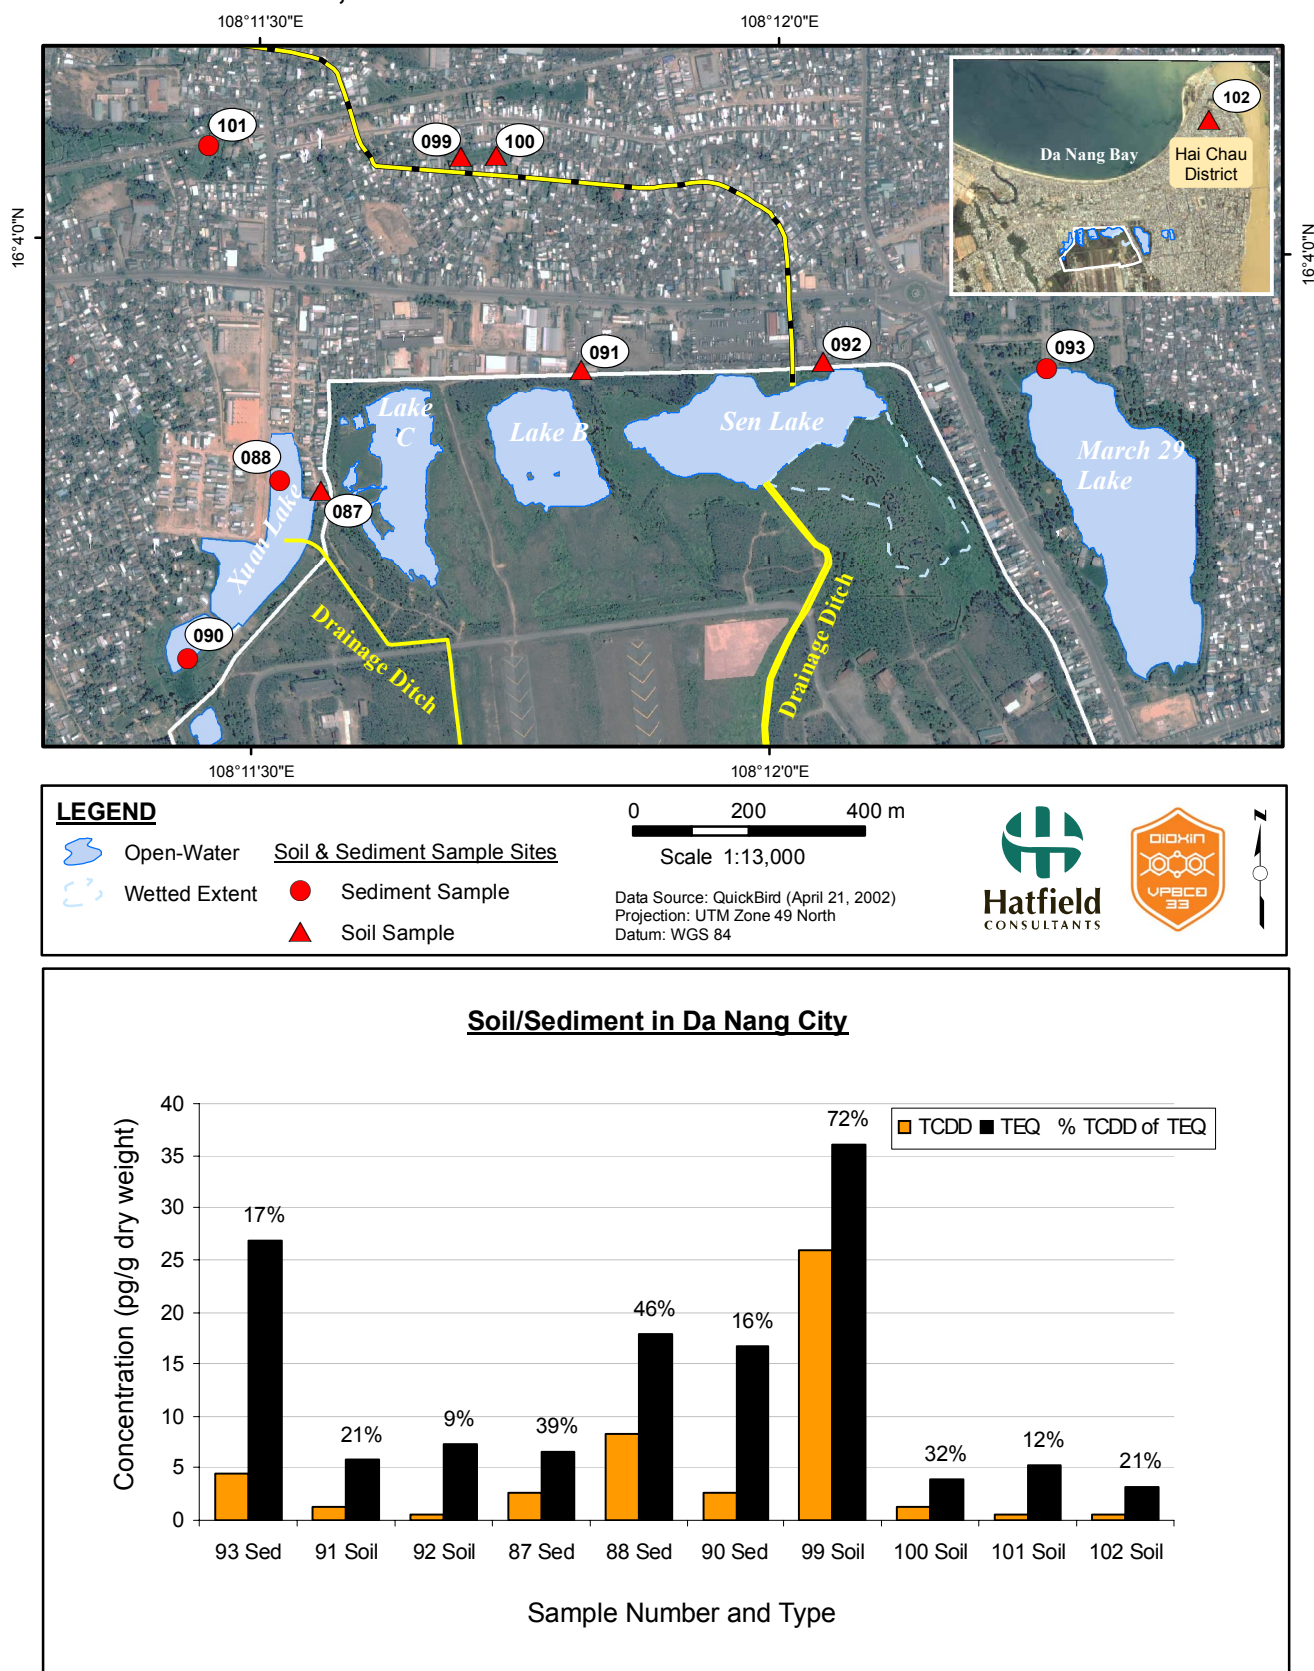 108°11'30"E
108°12'0"E
16°4'0"N
16°4'0"N
101
099
100
102
Da Nang Bay
Hai Chau
District
091
092
093
Lake
C
Lake B
Sen Lake
March 29
Lake
088
087
Xuan Lake
090
Drainage Ditch
Drainage Ditch
108°11'30"E
108°12'0"E
LEGEND
Open-Water
Wetted Extent
Soil & Sediment Sample Sites
Sediment Sample
Soil Sample
0 200 400 m
Scale 1:13,000
Data Source: QuickBird (April 21, 2002)
Projection: UTM Zone 49 North
Datum: WGS 84
Hatfield
CONSULTANTS
DIOXIN
VPBCD
33
N
Soil/Sediment in Da Nang City
TCDD TEQ % TCDD of TEQ
Concentration (pg/g dry weight)
40
35
30
25
20
15
10
5
0
17%
21%
9%
39%
46%
16%
72%
32%
12%
21%
93 Sed 91 Soil 92 Soil 87 Sed 88 Sed 90 Sed 99 Soil 100 Soil 101 Soil 102 Soil
Sample Number and Type